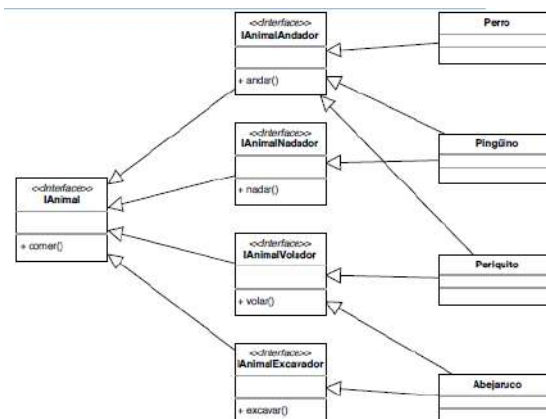 <<Interface>>
IAnimal
+ comer()
<<Interface>>
IAnimalAndador
+ andar()
<<Interface>>
IAnimalNadador
+ nadar()
<<Interface>>
IAnimalVolador
+ volar()
<<Interface>>
IAnimalExcavador
+ excavar()
Perro
Pingüino
Periquito
Abejaruco